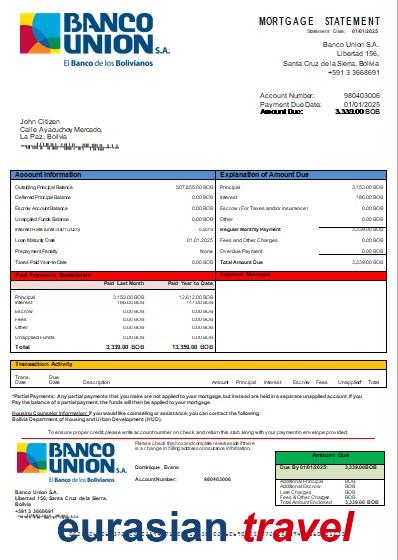 BANCO
UNION S.A.
El Banco de los Bolivianos
MORTGAGE STATEMENT
Statement Date: 01/01/2025
Banco Union S.A.
Libertad 156,
Santa Cruz de la Sierra, Bolivia
+591 3 3668691
Account Number: 980403006
Payment Due Date: 01/01/2025
Amount Due: 3,339.00 BOB
John Citizen
Calle Ayacuchoy Mercado,
La Paz, Bolivia
Account Information
Outstanding Principal Balance 507,855.00 BOB
Deferred Principal Balance 0.00 BOB
Escrow Account Balance 0.00 BOB
Unapplied Funds Balance 0.00 BOB
Interest Rate
Loan Maturity Date 01.01.2025
Prepayment Penalty None
Taxes Paid Year-to-Date 0.00 BOB
Explanation of Amount Due
Principal 3,153.00 BOB
Interest 186.00 BOB
Escrow (For Taxes and/or Insurance) 0.00 BOB
Other 0.00 BOB
Regular Monthly Payment 3,339.00 BOB
Fees and Other Charges 0.00 BOB
Overdue Payment 0.00 BOB
Total Amount Due 3,339.00 BOB
Past Payments Breakdown
Important Messages
Paid Last Month Paid Year to Date
Principal 3,153.00 BOB 12,612.00 BOB
Interest 186.00 BOB 747.00 BOB
Escrow 0.00 BOB 0.00 BOB
Fees 0.00 BOB 0.00 BOB
Other 0.00 BOB 0.00 BOB
Unapplied Funds 0.00 BOB 0.00 BOB
Total 3,339.00 BOB 13,359.00 BOB
Transaction Activity
Trans. Date Due Date Description Amount Principal Interest Escrow Fees Unapplied* Total
*Partial Payments: Any partial payments that you make are not applied to your mortgage, but instead are held in a separate unapplied account. If you
Pay the balance of a partial payment, the funds will then be applied to your mortgage.
Housing Counselor Information: If you would like counseling or assistance, you can contact the following:
Bolivia Department of Housing and Urban Development (HUD).
To ensure proper credit please write account number on check and return this stub along with your payment in envelope provided.
BANCO
UNION S.A.
El Banco de los Bolivianos
Please check this box and complete reverse side if there
is a change in billing address or insurance information
Dominique Evans
Account Number: 980403006
Banco Union S.A.
Libertad 156, Santa Cruz de la Sierra,
Bolivia
+591 3 3668691
Amount Due
Due By 01/01/2025: 3,339.00BOB
Additional Principal BOB
Additional Escrow BOB
Late Charges BOB
Fees & Other Charges BOB
Total Amount Enclosed 3,339.00 BOB
eurasian.travel